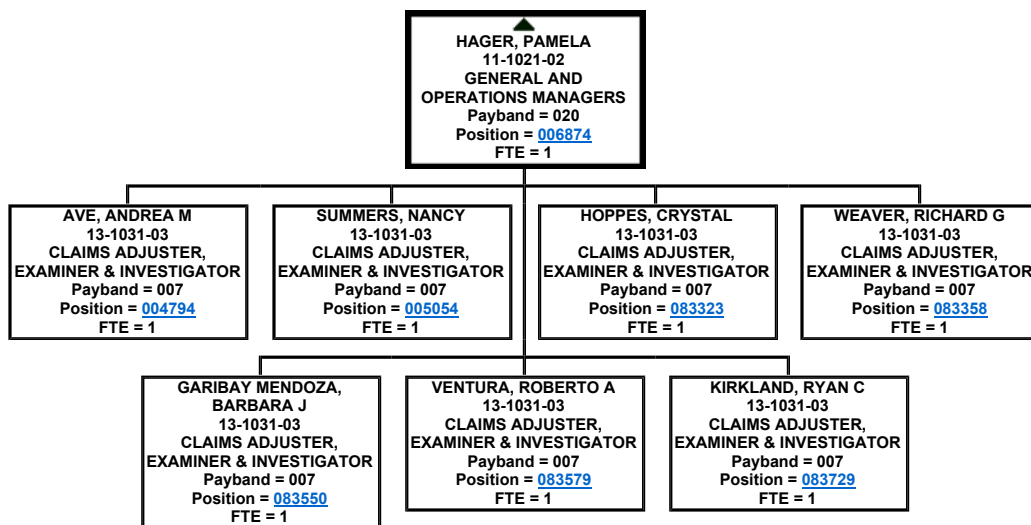 HAGER, PAMELA
11-1021-02
GENERAL AND
OPERATIONS MANAGERS
Payband = 020
Position = 006874
FTE = 1
AVE, ANDREA M
13-1031-03
CLAIMS ADJUSTER,
EXAMINER & INVESTIGATOR
Payband = 007
Position = 004794
FTE = 1
SUMMERS, NANCY
13-1031-03
CLAIMS ADJUSTER,
EXAMINER & INVESTIGATOR
Payband = 007
Position = 005054
FTE = 1
HOPPES, CRYSTAL
13-1031-03
CLAIMS ADJUSTER,
EXAMINER & INVESTIGATOR
Payband = 007
Position = 083323
FTE = 1
WEAVER, RICHARD G
13-1031-03
CLAIMS ADJUSTER,
EXAMINER & INVESTIGATOR
Payband = 007
Position = 083358
FTE = 1
GARIBAY MENDOZA,
BARBARA J
13-1031-03
CLAIMS ADJUSTER,
EXAMINER & INVESTIGATOR
Payband = 007
Position = 083550
FTE = 1
VENTURA, ROBERTO A
13-1031-03
CLAIMS ADJUSTER,
EXAMINER & INVESTIGATOR
Payband = 007
Position = 083579
FTE = 1
KIRKLAND, RYAN C
13-1031-03
CLAIMS ADJUSTER,
EXAMINER & INVESTIGATOR
Payband = 007
Position = 083729
FTE = 1